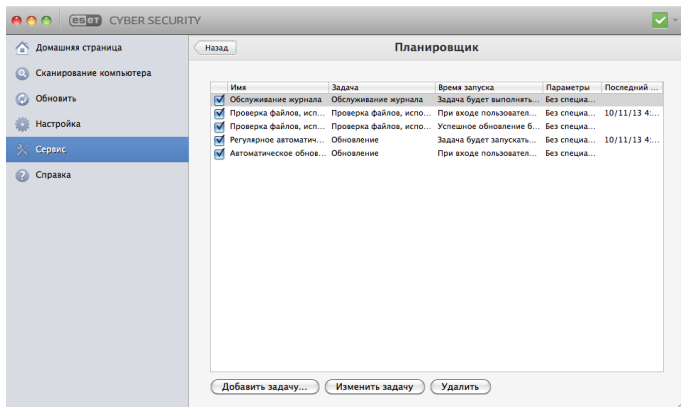 eset CYBER SECURITY
Домашняя страница
Сканирование компьютера
Обновить
Настройка
Сервис
Справка
Назад
Планировщик
Имя Задача Время запуска Параметры Последний ...
Обслуживание журнала Обслуживание журнала Задача будет выполнять... Без специа...
Проверка файлов, исп... Проверка файлов, испо... При входе пользовател... Без специа... 10/11/13 4:...
Проверка файлов, исп... Проверка файлов, испо... Успешное обновление б... Без специа...
Регулярное автоматич... Обновление Задача будет запускать... Без специа... 10/11/13 4:...
Автоматическое обнов... Обновление При входе пользовател... Без специа...
Добавить задачу... Изменить задачу Удалить